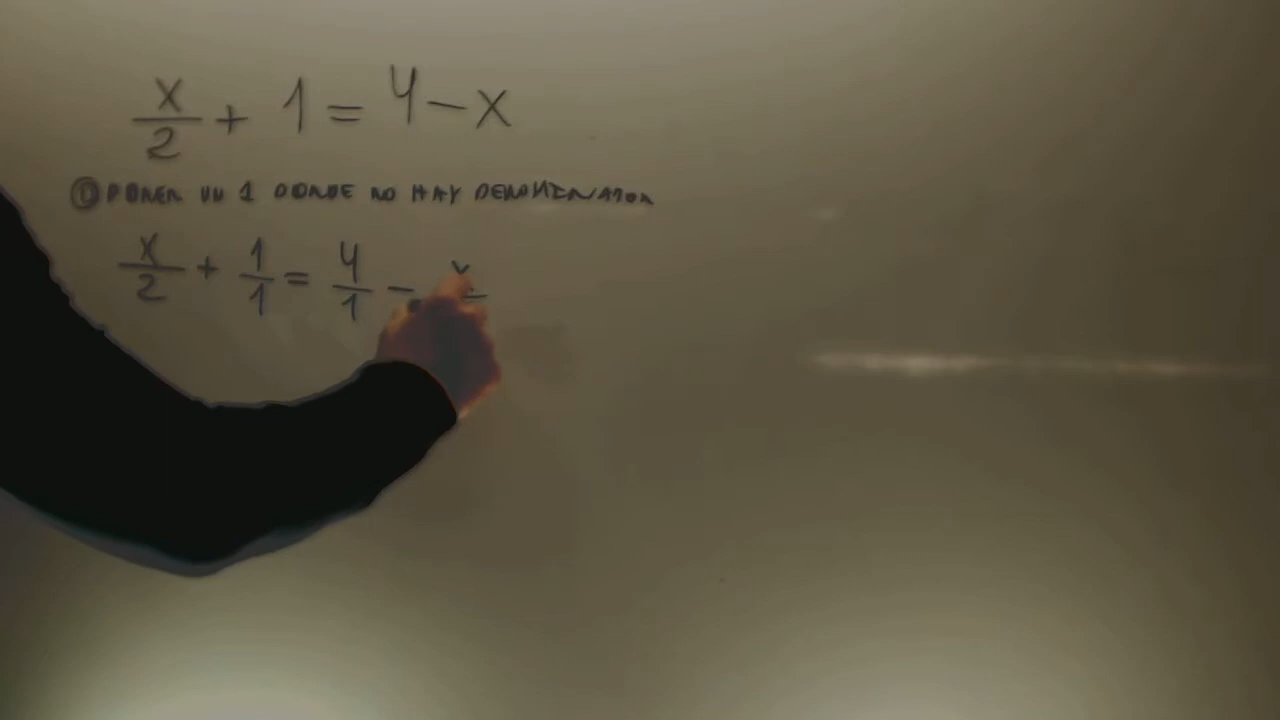 x/2 + 1 = 4 - x
① PONER UN 1 DONDE NO HAY DENOMINADOR
x/2 + 1/1 = 4/1 - x/